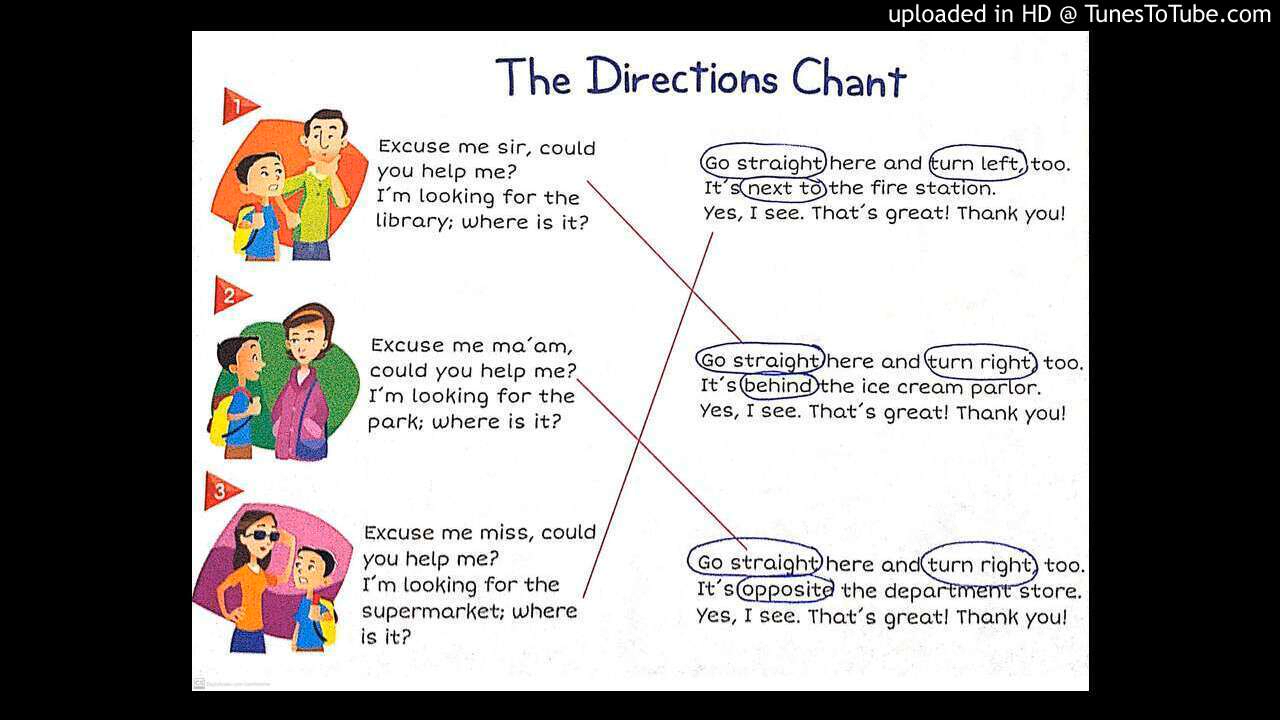 uploaded in HD @ TunesToTube.com
The Directions Chant
1
Excuse me sir, could
you help me?
I'm looking for the
library; where is it?
Go straight here and turn left, too.
It's next to the fire station.
Yes, I see. That's great! Thank you!
2
Excuse me ma'am,
could you help me?
I'm looking for the
park; where is it?
Go straight here and turn right, too.
It's behind the ice cream parlor.
Yes, I see. That's great! Thank you!
3
Excuse me miss, could
you help me?
I'm looking for the
supermarket; where
is it?
Go straight here and turn right, too.
It's opposite the department store.
Yes, I see. That's great! Thank you!
CS